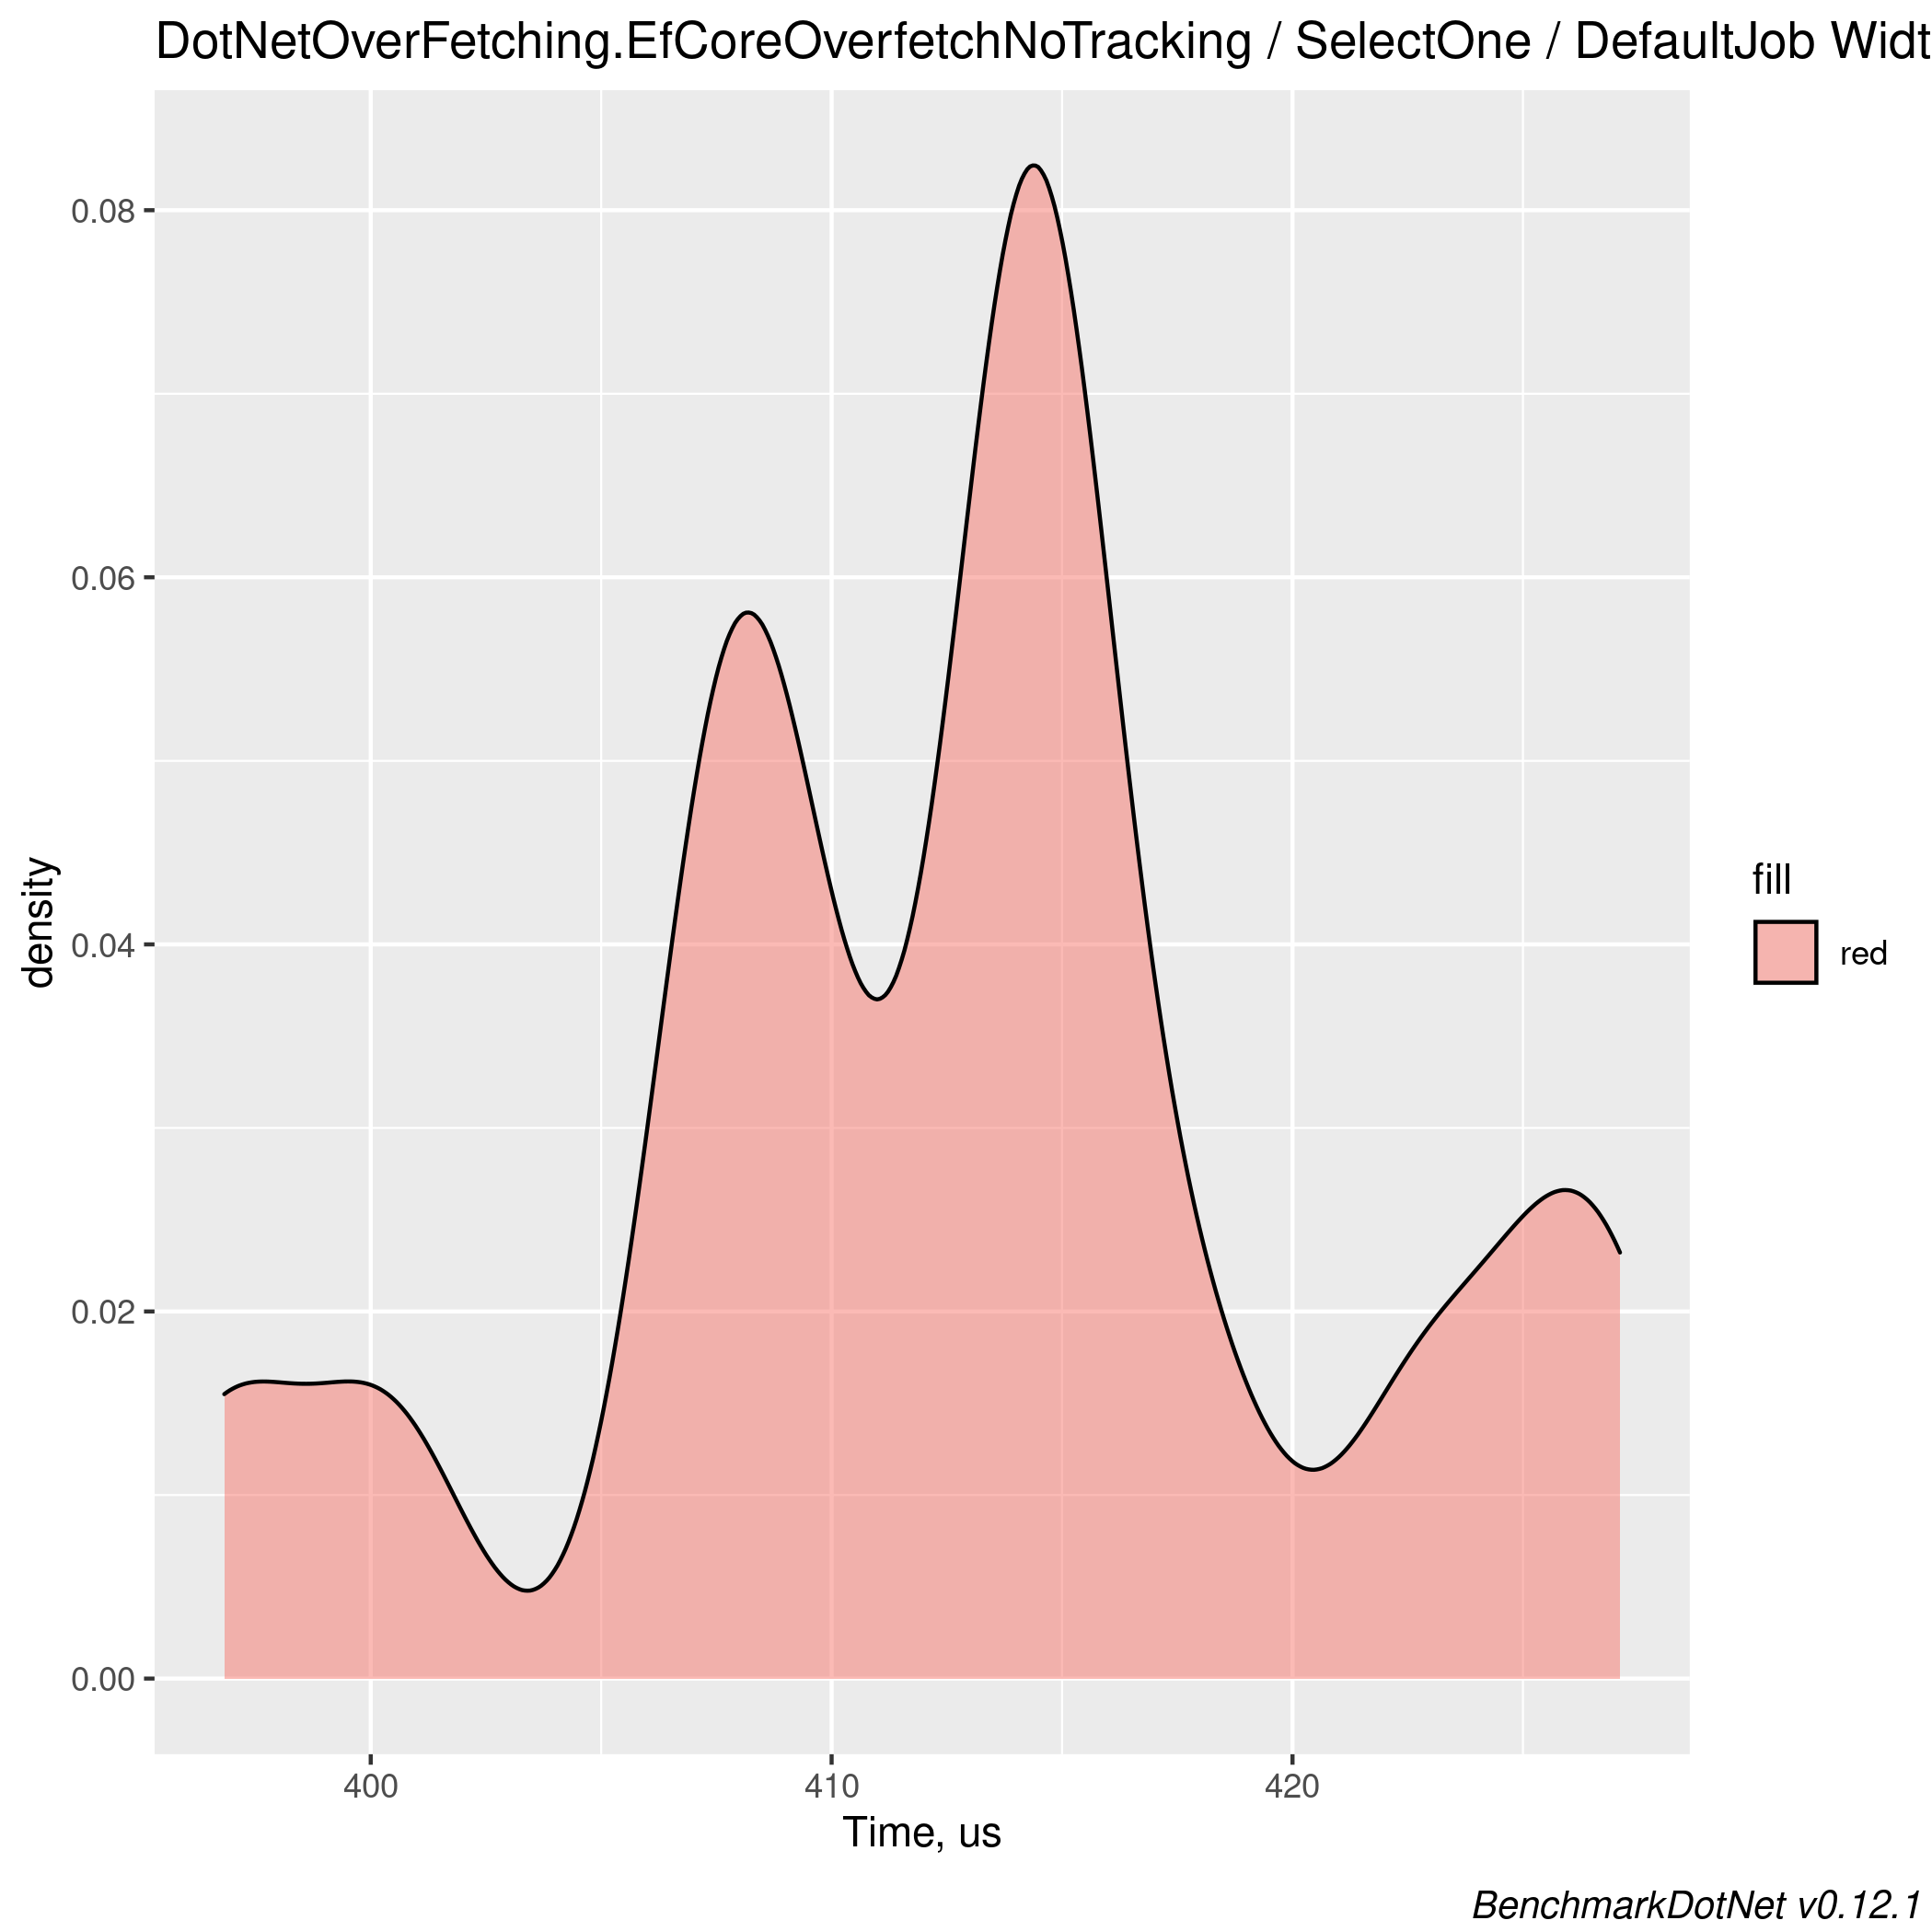 DotNetOverFetching.EfCoreOverfetchNoTracking / SelectOne / DefaultJob Widt
0.08
0.06
0.04
0.02
0.00
density
400 410 420
Time, us
fill
red
BenchmarkDotNet v0.12.1